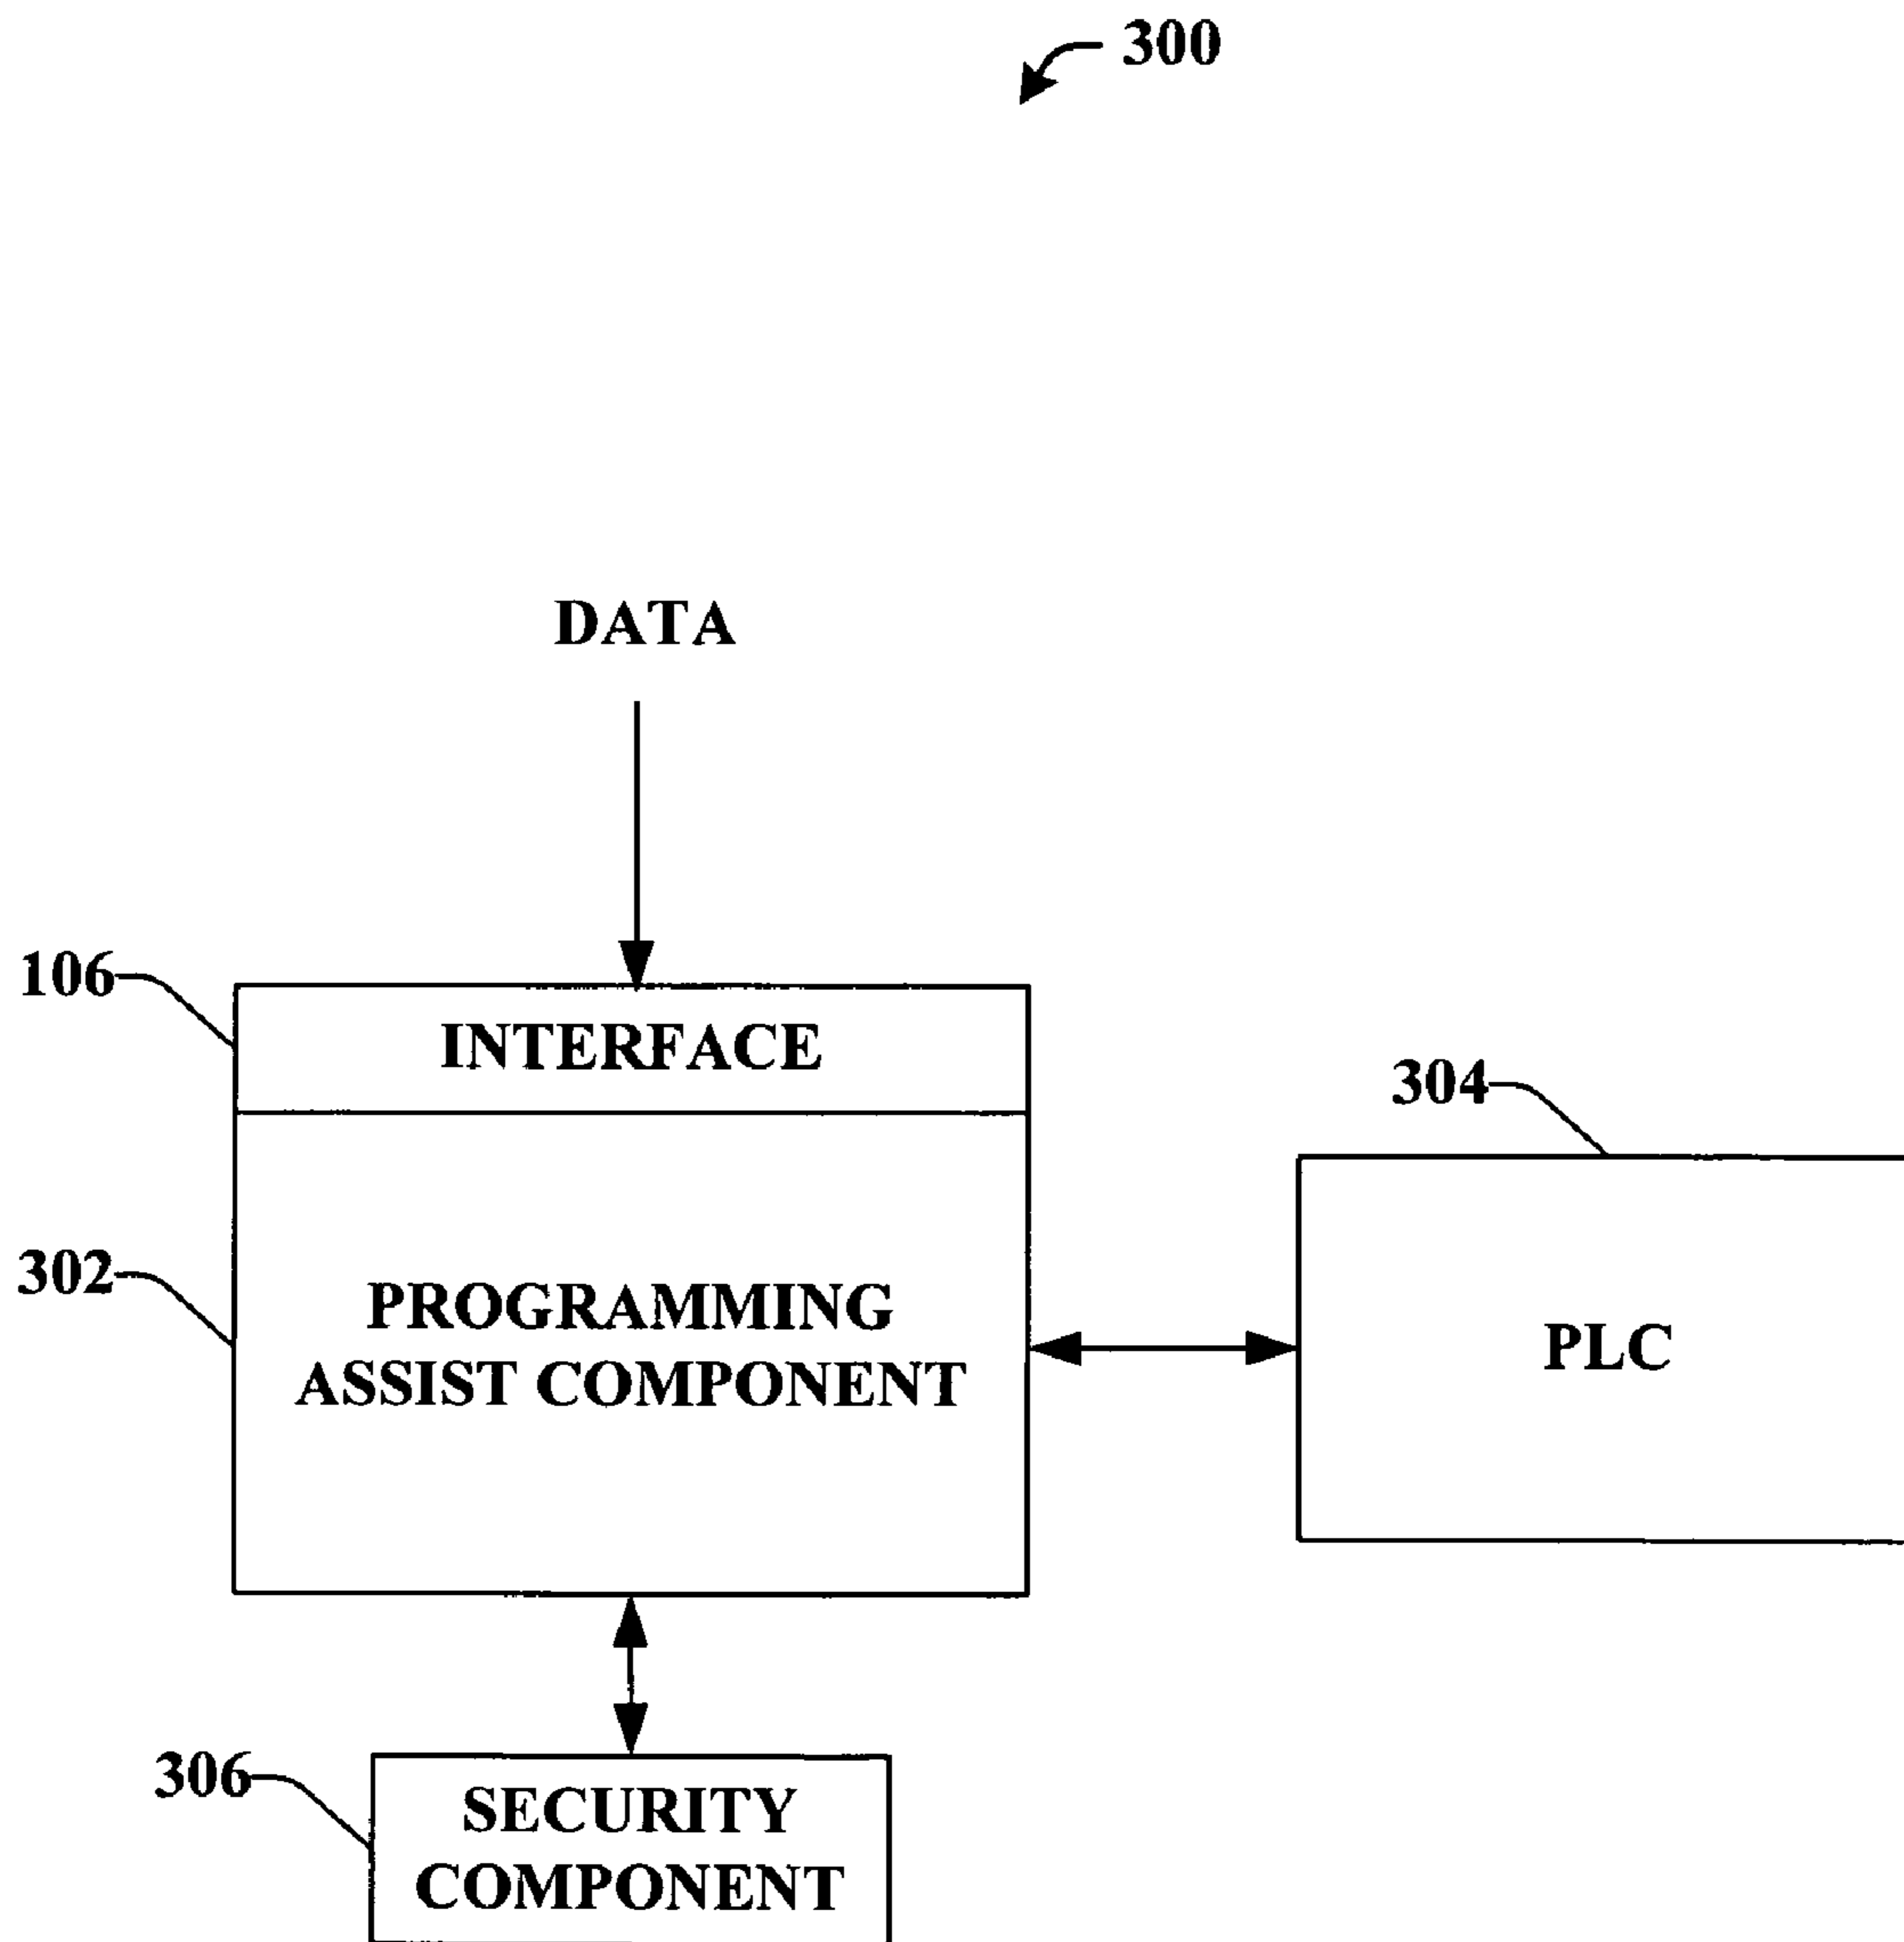 300
DATA
106
INTERFACE
304
302
PROGRAMMING
ASSIST COMPONENT
PLC
306
SECURITY
COMPONENT